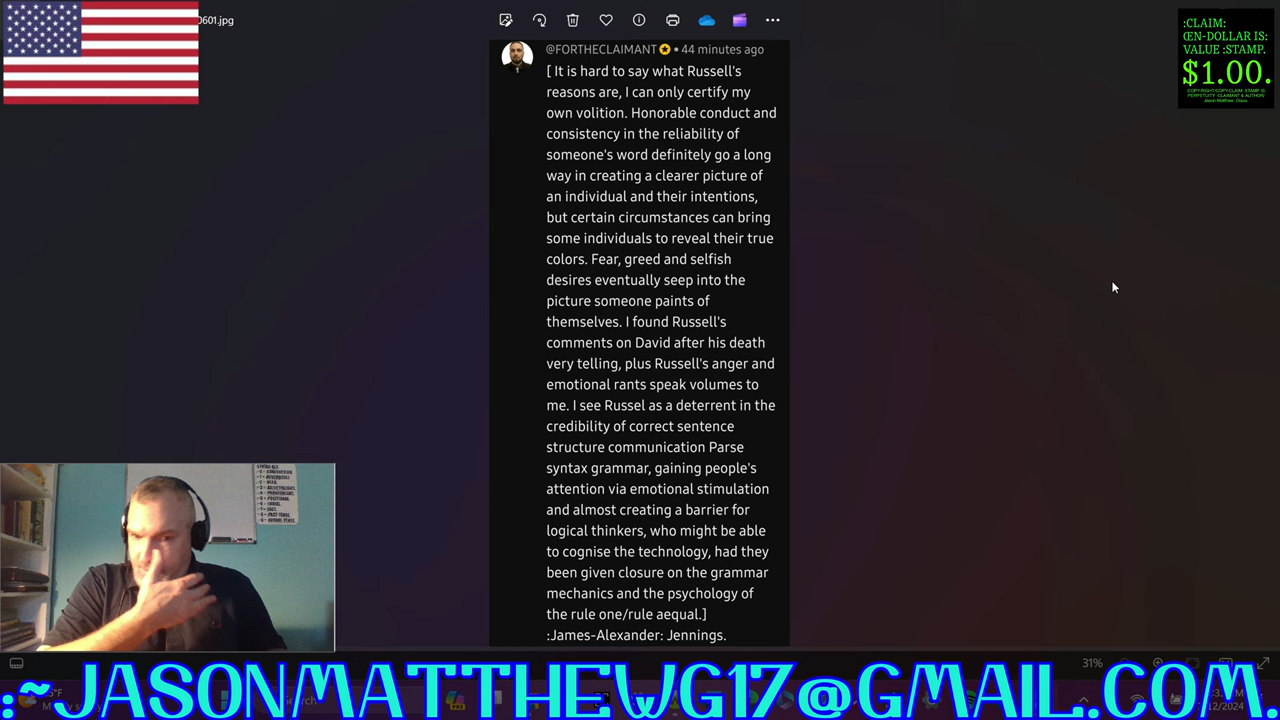 0601.jpg
:CLAIM:
ŒN-DOLLAR IS:
VALUE :STAMP.
$1.00.
Jason Matthew: Glass.
@FORTHECLAIMANT • 44 minutes ago
[ It is hard to say what Russell's
reasons are, I can only certify my
own volition. Honorable conduct and
consistency in the reliability of
someone's word definitely go a long
way in creating a clearer picture of
an individual and their intentions,
but certain circumstances can bring
some individuals to reveal their true
colors. Fear, greed and selfish
desires eventually seep into the
picture someone paints of
themselves. I found Russell's
comments on David after his death
very telling, plus Russell's anger and
emotional rants speak volumes to
me. I see Russel as a deterrent in the
credibility of correct sentence
structure communication Parse
syntax grammar, gaining people's
attention via emotional stimulation
and almost creating a barrier for
logical thinkers, who might be able
to cognise the technology, had they
been given closure on the grammar
mechanics and the psychology of
the rule one/rule aequal.]
:James-Alexander: Jennings.
31%
:~ JASONMATTHEWG17@GMAIL.COM.